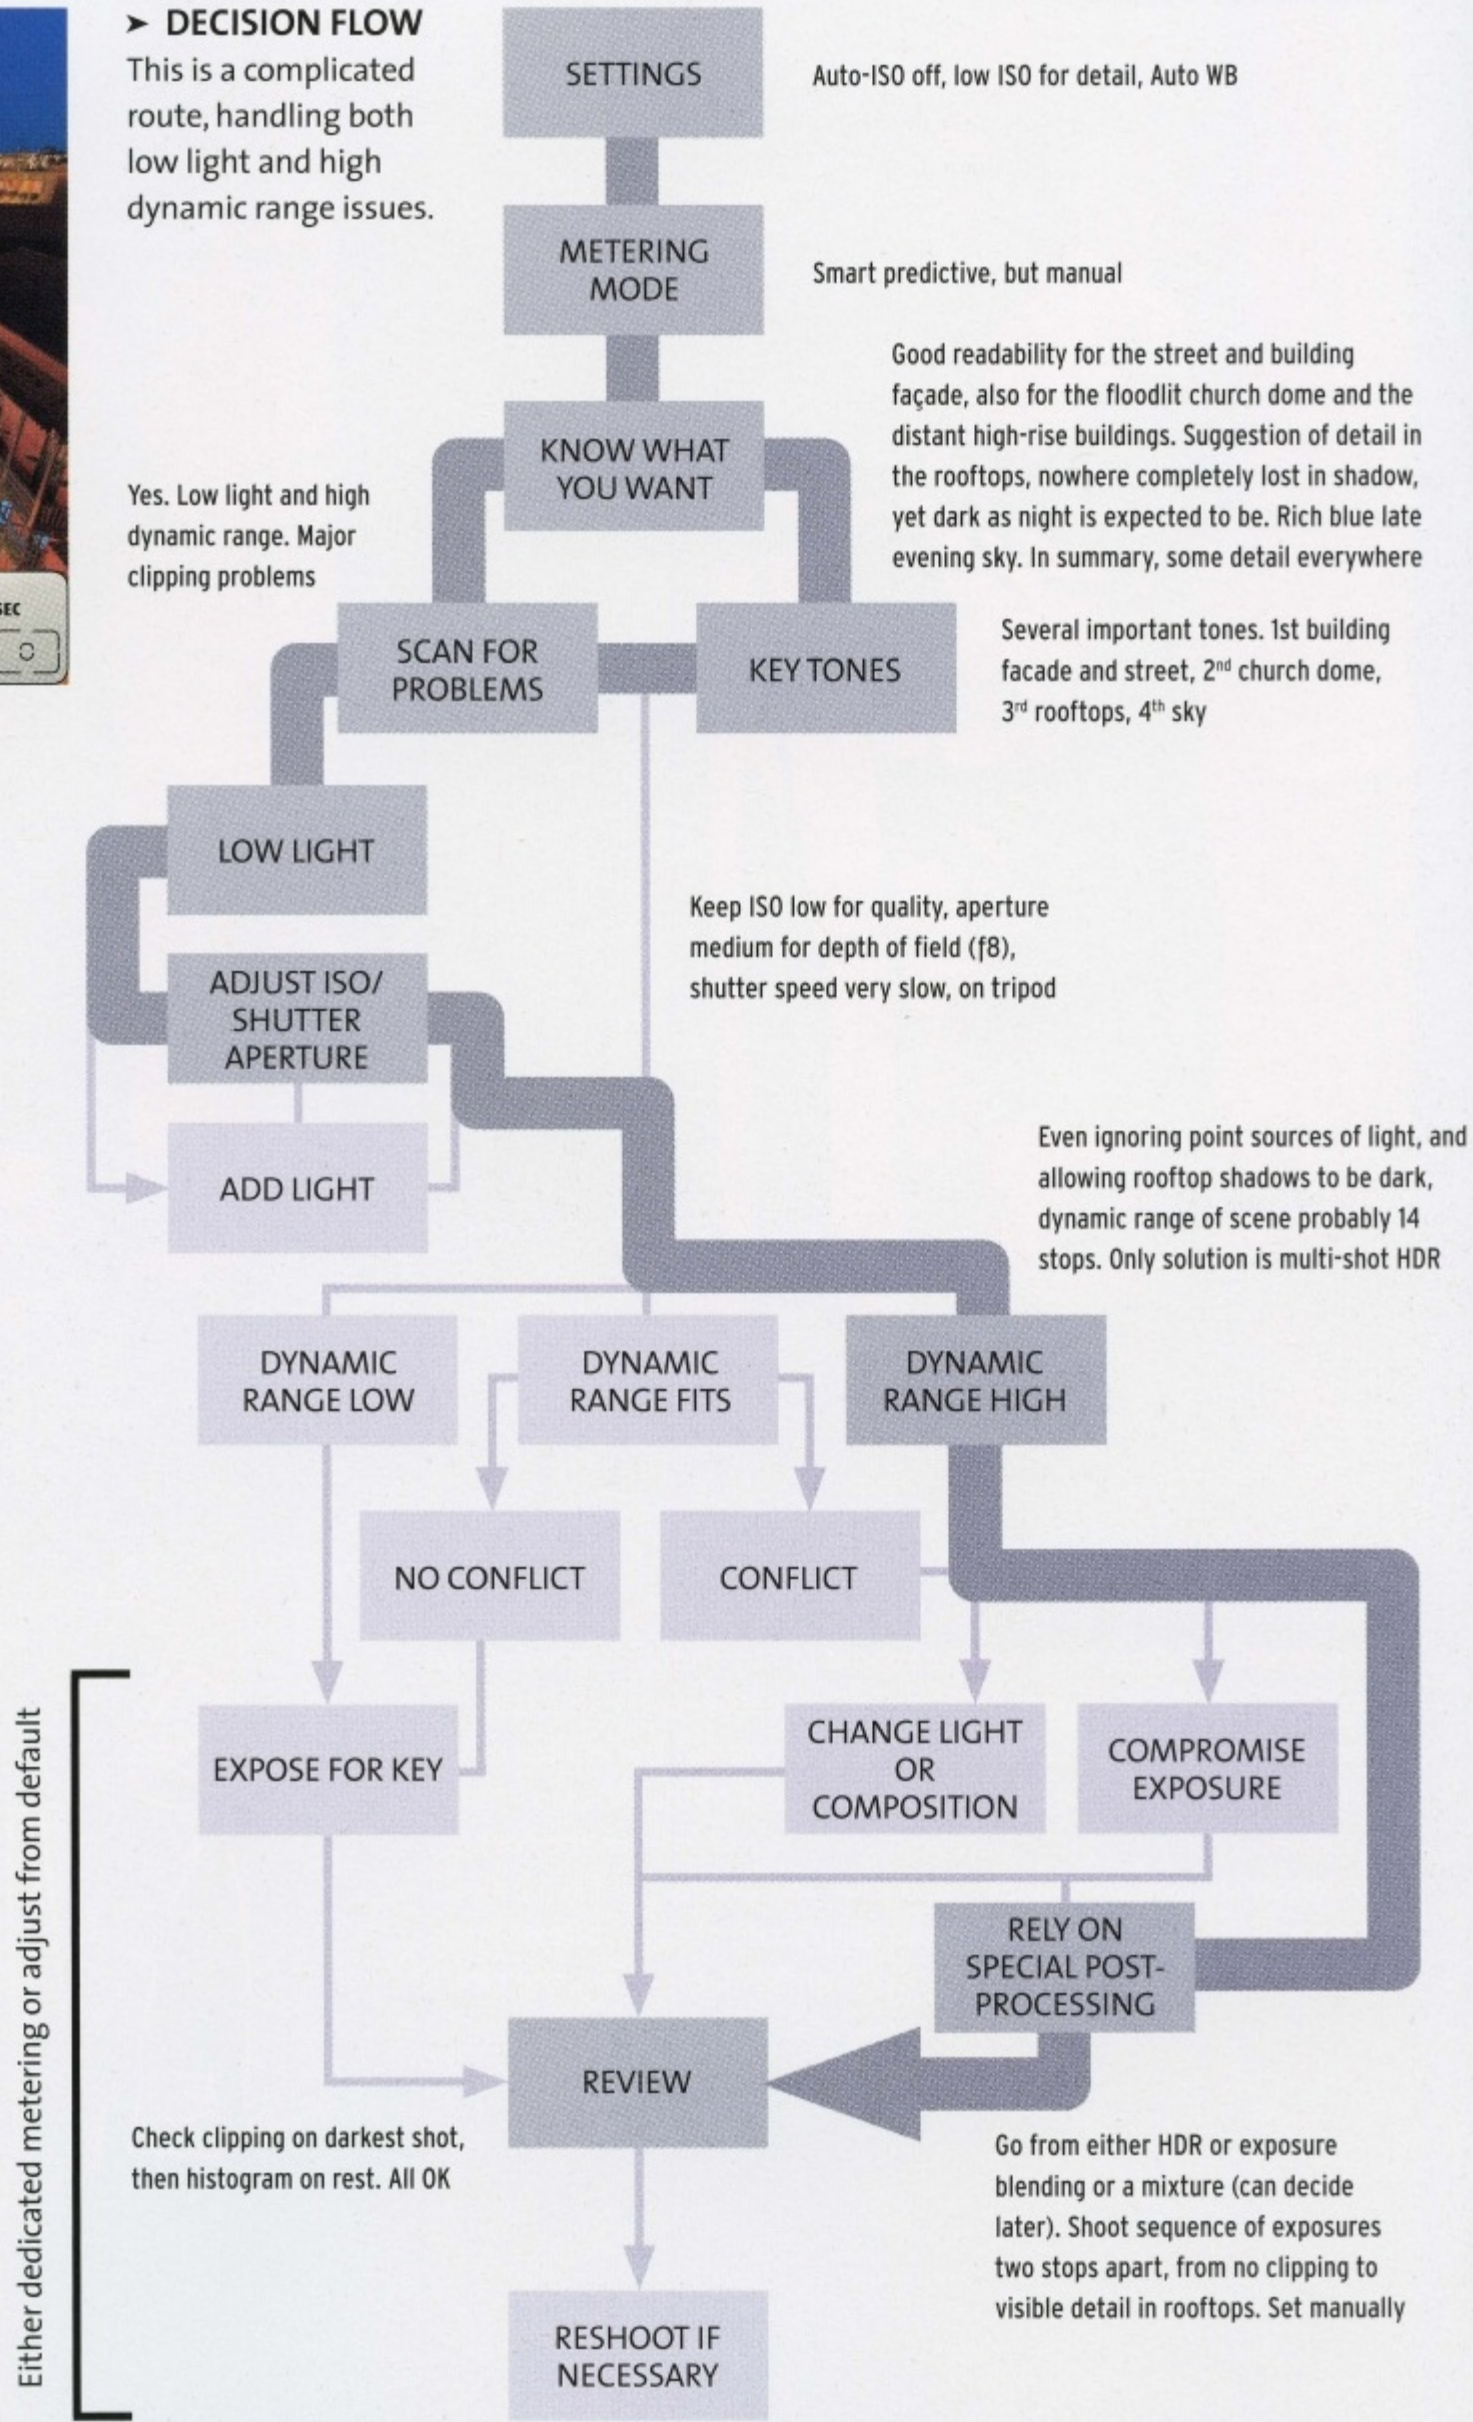 ➤ DECISION FLOW
This is a complicated
route, handling both
low light and high
dynamic range issues.
SETTINGS
Auto-ISO off, low ISO for detail, Auto WB
METERING
MODE
Smart predictive, but manual
KNOW WHAT
YOU WANT
Good readability for the street and building
façade, also for the floodlit church dome and the
distant high-rise buildings. Suggestion of detail in
the rooftops, nowhere completely lost in shadow,
yet dark as night is expected to be. Rich blue late
evening sky. In summary, some detail everywhere
Yes. Low light and high
dynamic range. Major
clipping problems
SEC
SCAN FOR
PROBLEMS
KEY TONES
Several important tones. 1st building
facade and street, 2nd church dome,
3rd rooftops, 4th sky
LOW LIGHT
Keep ISO low for quality, aperture
medium for depth of field (f8),
shutter speed very slow, on tripod
ADJUST ISO/
SHUTTER
APERTURE
ADD LIGHT
Even ignoring point sources of light, and
allowing rooftop shadows to be dark,
dynamic range of scene probably 14
stops. Only solution is multi-shot HDR
DYNAMIC
RANGE LOW
DYNAMIC
RANGE FITS
DYNAMIC
RANGE HIGH
NO CONFLICT
CONFLICT
EXPOSE FOR KEY
CHANGE LIGHT
OR
COMPOSITION
COMPROMISE
EXPOSURE
RELY ON
SPECIAL POST-
PROCESSING
REVIEW
Check clipping on darkest shot,
then histogram on rest. All OK
Go from either HDR or exposure
blending or a mixture (can decide
later). Shoot sequence of exposures
two stops apart, from no clipping to
visible detail in rooftops. Set manually
RESHOOT IF
NECESSARY
Either dedicated metering or adjust from default